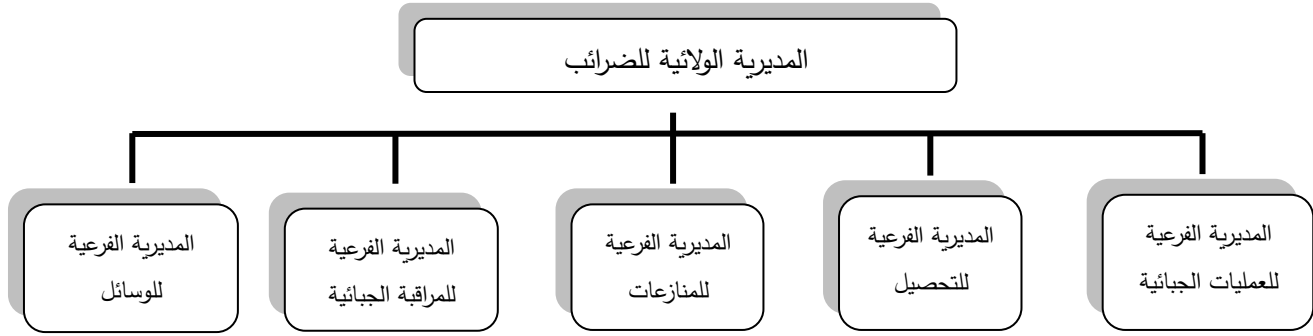 المديرية الولائية للضرائب
المديرية الفرعية
للعمليات الجبائية
المديرية الفرعية
للتحصيل
المديرية الفرعية
للمنازعات
المديرية الفرعية
للمراقبة الجبائية
المديرية الفرعية
للوسائل